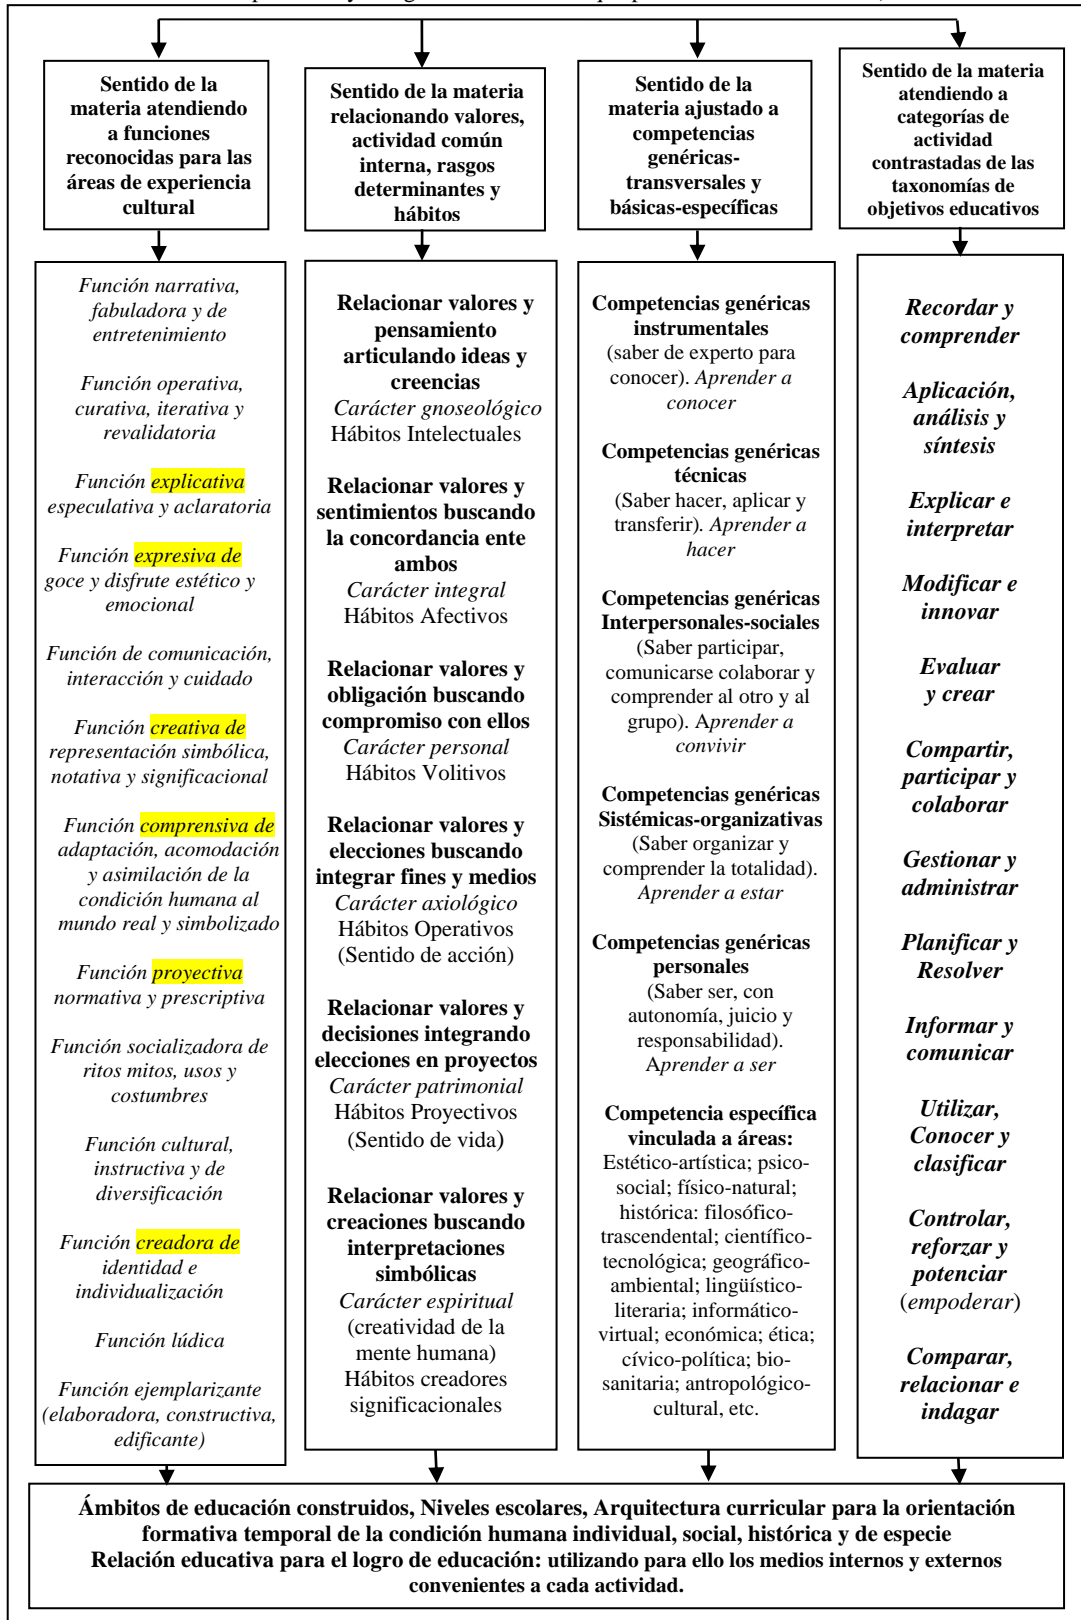 Sentido de la
materia atendiendo
a funciones
reconocidas para las
áreas de experiencia
cultural
Sentido de la materia
relacionando valores,
actividad común
interna, rasgos
determinantes y
hábitos
Sentido de la
materia ajustado a
competencias
genéricas-
transversales y
básicas-específicas
Sentido de la materia
atendiendo a
categorías de
actividad
contrastadas de las
taxonomías de
objetivos educativos
Función narrativa,
fabuladora y de
entretenimiento
Función operativa,
curativa, iterativa y
revalidatoria
Función explicativa
especulativa y aclaratoria
Función expresiva de
goce y disfrute estético y
emocional
Función de comunicación,
interacción y cuidado
Función creativa de
representación simbólica,
notativa y significacional
Función comprensiva de
adaptación, acomodación
y asimilación de la
condición humana al
mundo real y simbolizado
Función proyectiva
normativa y prescriptiva
Función socializadora de
ritos mitos, usos y
costumbres
Función cultural,
instructiva y de
diversificación
Función creadora de
identidad e
individualización
Función lúdica
Función ejemplarizante
(elaboradora, constructiva,
edificante)
Relacionar valores y
pensamiento
articulando ideas y
creencias
Carácter gnoseológico
Hábitos Intelectuales
Relacionar valores y
sentimientos buscando
la concordancia ente
ambos
Carácter integral
Hábitos Afectivos
Relacionar valores y
obligación buscando
compromiso con ellos
Carácter personal
Hábitos Volitivos
Relacionar valores y
elecciones buscando
integrar fines y medios
Carácter axiológico
Hábitos Operativos
(Sentido de acción)
Relacionar valores y
decisiones integrando
elecciones en proyectos
Carácter patrimonial
Hábitos Proyectivos
(Sentido de vida)
Relacionar valores y
creaciones buscando
interpretaciones
simbólicas
Carácter espiritual
(creatividad de la
mente humana)
Hábitos creadores
significacionales
Competencias genéricas
instrumentales
(saber de experto para
conocer). Aprender a
conocer
Competencias genéricas
técnicas
(Saber hacer, aplicar y
transferir). Aprender a
hacer
Competencias genéricas
Interpersonales-sociales
(Saber participar,
comunicarse colaborar y
comprender al otro y al
grupo). Aprender a
convivir
Competencias genéricas
Sistémicas-organizativas
(Saber organizar y
comprender la totalidad).
Aprender a estar
Competencias genéricas
personales
(Saber ser, con
autonomía, juicio y
responsabilidad).
Aprender a ser
Competencia específica
vinculada a áreas:
Estético-artística; psico-
social; físico-natural;
histórica: filosófico-
trascendental; científico-
tecnológica; geográfico-
ambiental; lingüístico-
literaria; informático-
virtual; económica; ética;
cívico-política; bio-
sanitaria; antropológico-
cultural, etc.
Recordar y
comprender
Aplicación,
análisis y
síntesis
Explicar e
interpretar
Modificar e
innovar
Evaluar
y crear
Compartir,
participar y
colaborar
Gestionar y
administrar
Planificar y
Resolver
Informar y
comunicar
Utilizar,
Conocer y
clasificar
Controlar,
reforzar y
potenciar
(empoderar)
Comparar,
relacionar e
indagar
Ámbitos de educación construidos, Niveles escolares, Arquitectura curricular para la orientación
formativa temporal de la condición humana individual, social, histórica y de especie
Relación educativa para el logro de educación: utilizando para ello los medios internos y externos
convenientes a cada actividad.